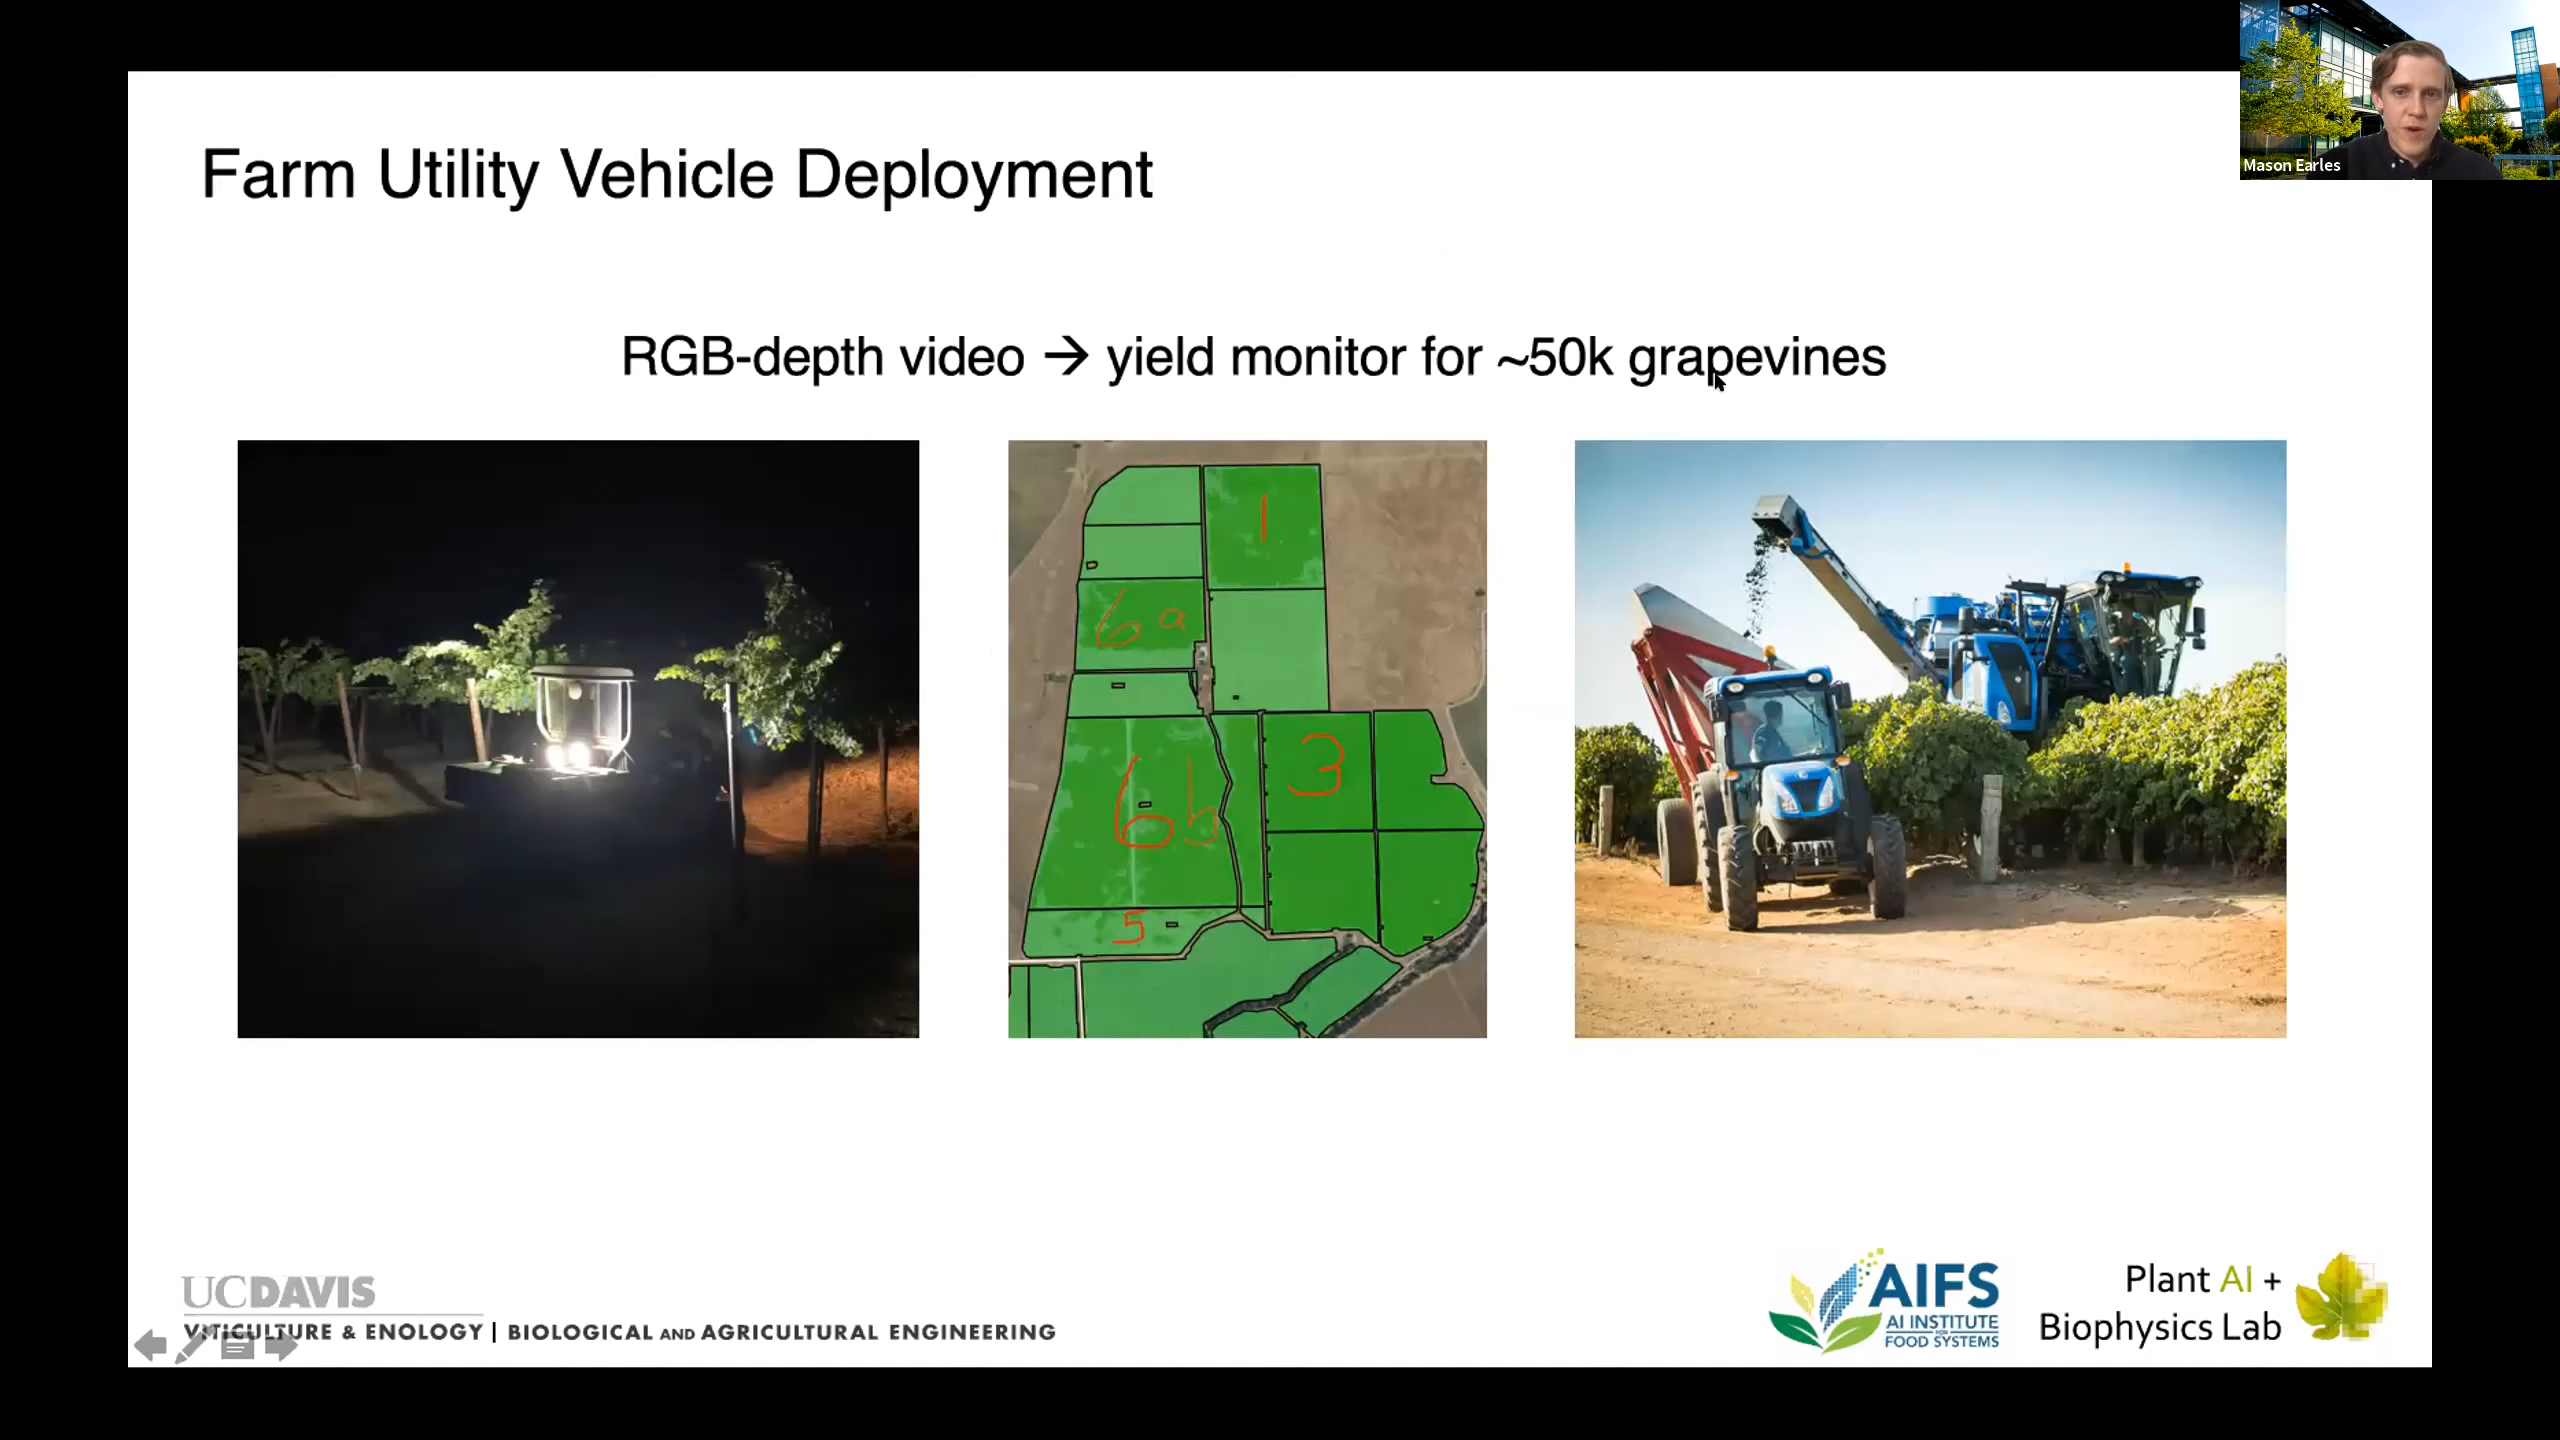 Mason Earles
Farm Utility Vehicle Deployment
RGB-depth video → yield monitor for ~50k grapevines
1
6a
6b
3
5
UCDAVIS
VITICULTURE & ENOLOGY | BIOLOGICAL AND AGRICULTURAL ENGINEERING
AIFS
AI INSTITUTE
FOR
FOOD SYSTEMS
Plant AI +
Biophysics Lab